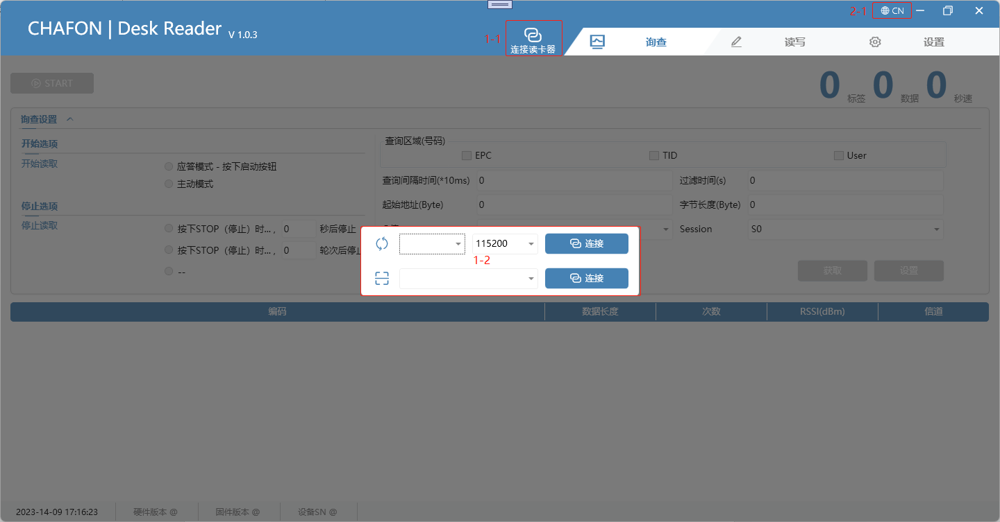 CHAFON | Desk Reader V 1.0.3
1-1
连接读卡器
询查
读写
设置
2-1
CN
START
0 标签 0 数据 0 秒速
询查设置
开始选项
开始读取
应答模式 - 按下启动按钮
主动模式
停止选项
停止读取
按下STOP（停止）时..., 0 秒后停止
按下STOP（停止）时..., 0 轮次后停止
--
查询区域(号码)
EPC
TID
User
查询间隔时间(*10ms) 0
过滤时间(s) 0
起始地址(Byte) 0
字节长度(Byte) 0
Session S0
获取
设置
115200
连接
1-2
连接
编码
数据长度
次数
RSSI(dBm)
信道
2023-14-09 17:16:23
硬件版本 @
固件版本 @
设备SN @